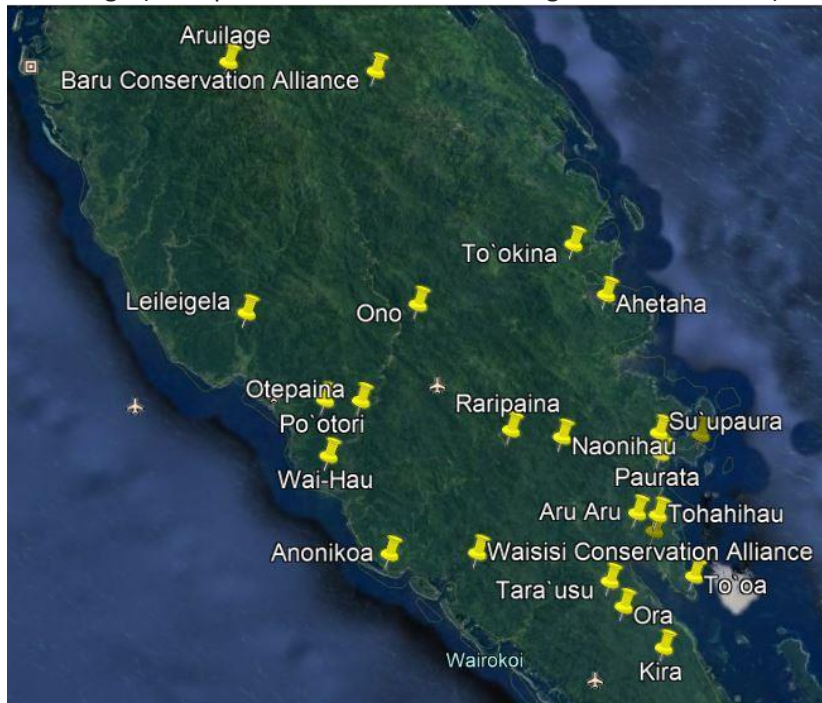 Aruilage
Baru Conservation Alliance
To`okina
Leileigela
Ono
Ahetaha
Otepaina
Po`otori
Raripaina
Su`upaura
Naonihau
Wai-Hau
Paurata
Aru Aru
Tohahihau
Anonikoa
Waisisi Conservation Alliance
Tara`usu
To`oa
Ora
Kira
Wairokoi